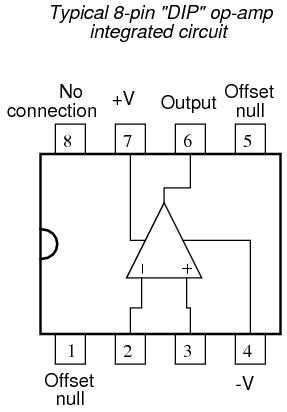 Typical 8-pin "DIP" op-amp
integrated circuit
No
connection
+V
Output
Offset
null
8
7
6
5
–
+
1
2
3
4
Offset
null
-V